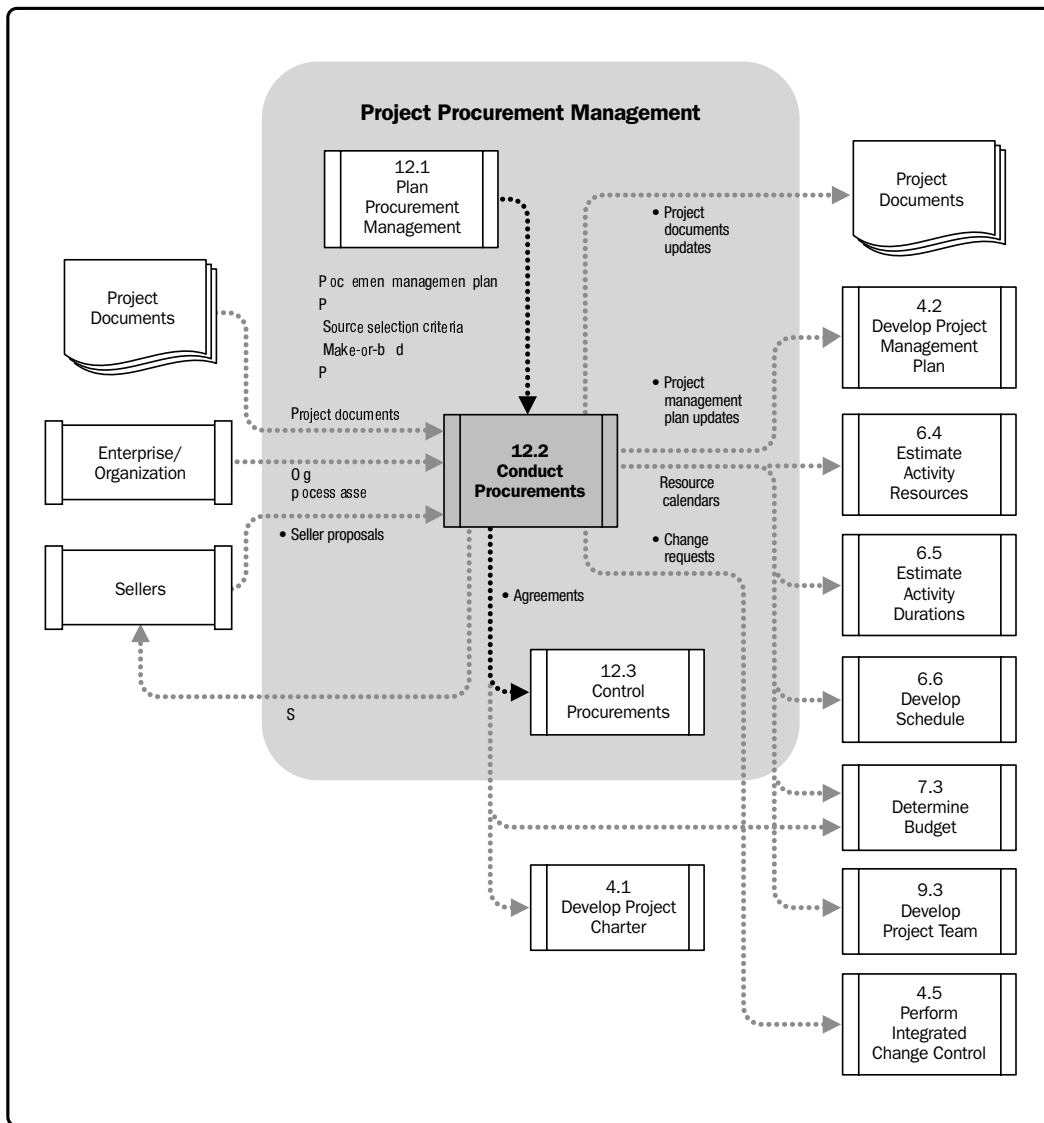 Project Procurement Management
12.1
Plan
Procurement
Management
Project
Documents
• Project
documents
updates
P
Source selection criteria
P
Project
Documents
4.2
Develop Project
Management
Plan
• Project
management
plan updates
Project documents
Enterprise/
Organization
12.2
Conduct
Procurements
6.4
Estimate
Activity
Resources
Resource
calendars
• Seller proposals
• Change
requests
Sellers
• Agreements
6.5
Estimate
Activity
Durations
12.3
Control
Procurements
6.6
Develop
Schedule
S
7.3
Determine
Budget
4.1
Develop Project
Charter
9.3
Develop
Project Team
4.5
Perform
Integrated
Change Control